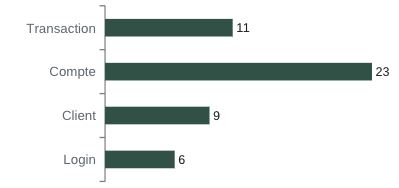 Transaction 11
Compte 23
Client 9
Login 6